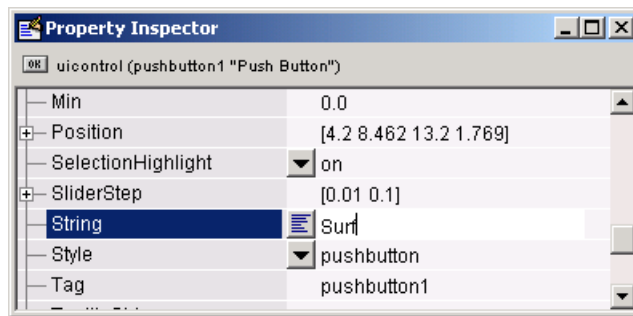 Property Inspector
OK uicontrol (pushbutton1 "Push Button")
Min 0.0
Position [4.2 8.462 13.2 1.769]
SelectionHighlight on
SliderStep [0.01 0.1]
String Surf
Style pushbutton
Tag pushbutton1